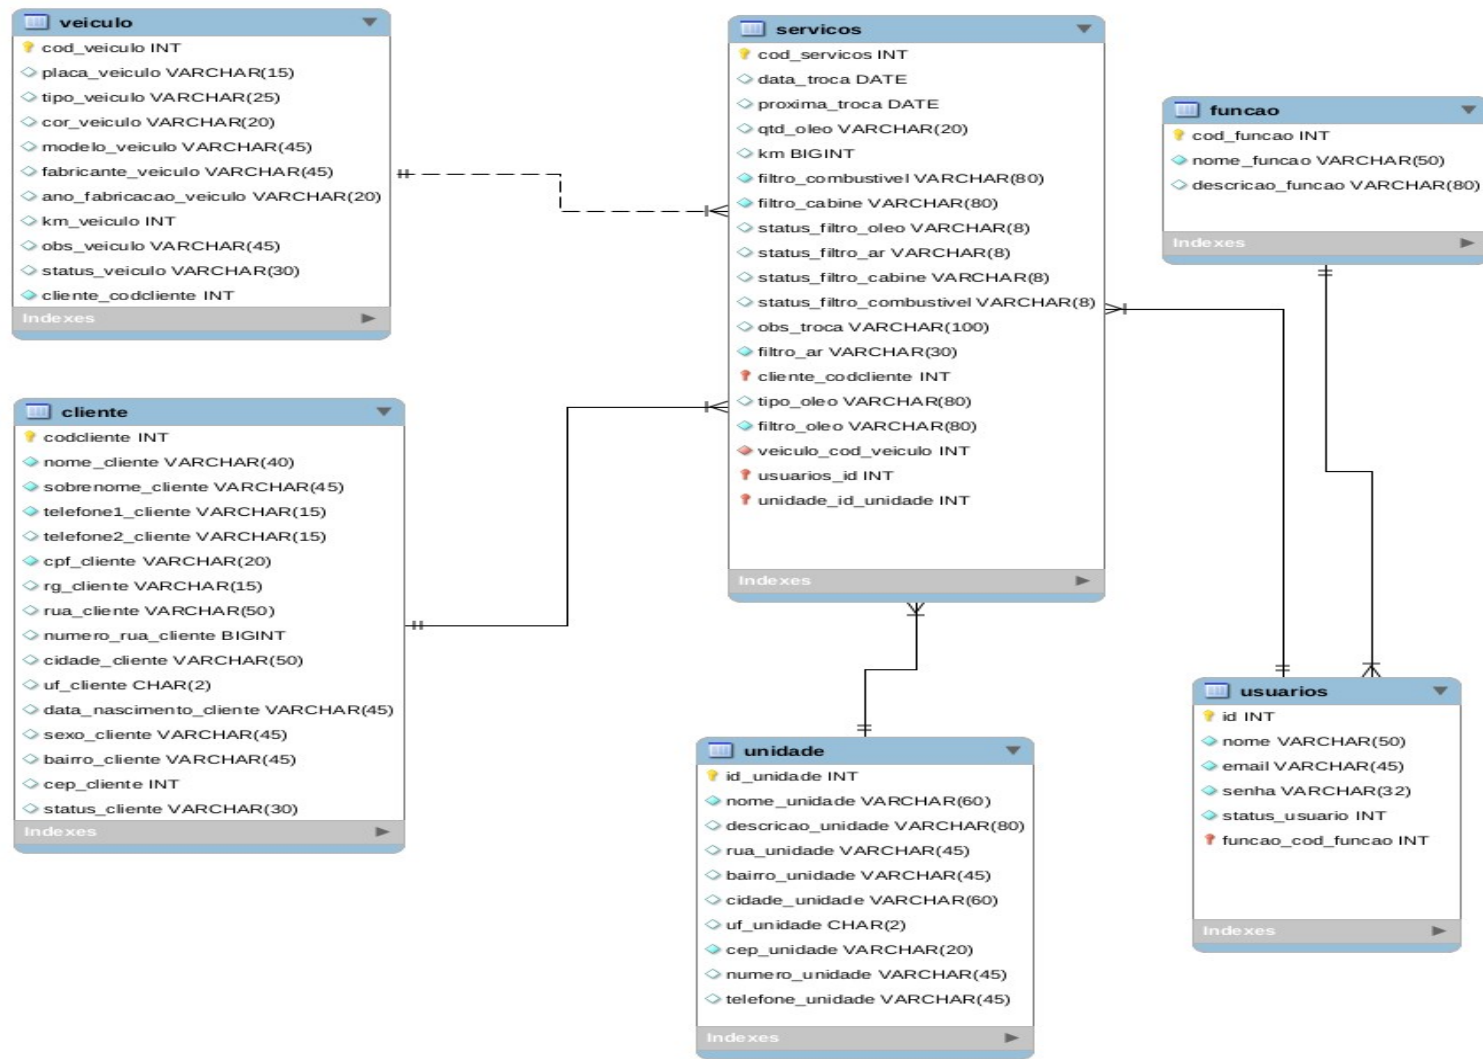 veiculo
cod_veiculo INT
placa_veiculo VARCHAR(15)
tipo_veiculo VARCHAR(25)
cor_veiculo VARCHAR(20)
modelo_veiculo VARCHAR(45)
fabricante_veiculo VARCHAR(45)
ano_fabricacao_veiculo VARCHAR(20)
km_veiculo INT
obs_veiculo VARCHAR(45)
status_veiculo VARCHAR(30)
cliente_codcliente INT
Indexes
cliente
codcliente INT
nome_cliente VARCHAR(40)
sobrenome_cliente VARCHAR(45)
telefone1_cliente VARCHAR(15)
telefone2_cliente VARCHAR(15)
cpf_cliente VARCHAR(20)
rg_cliente VARCHAR(15)
rua_cliente VARCHAR(50)
numero_rua_cliente BIGINT
cidade_cliente VARCHAR(50)
uf_cliente CHAR(2)
data_nascimento_cliente VARCHAR(45)
sexo_cliente VARCHAR(45)
bairro_cliente VARCHAR(45)
cep_cliente INT
status_cliente VARCHAR(30)
Indexes
servicos
cod_servicos INT
data_troca DATE
proxima_troca DATE
qtd_oleo VARCHAR(20)
km BIGINT
filtro_combustivel VARCHAR(80)
filtro_cabine VARCHAR(80)
status_filtro_oleo VARCHAR(8)
status_filtro_ar VARCHAR(8)
status_filtro_cabine VARCHAR(8)
status_filtro_combustivel VARCHAR(8)
obs_troca VARCHAR(100)
filtro_ar VARCHAR(30)
cliente_codcliente INT
tipo_oleo VARCHAR(80)
filtro_oleo VARCHAR(80)
veiculo_cod_veiculo INT
usuarios_id INT
unidade_id_unidade INT
Indexes
unidade
id_unidade INT
nome_unidade VARCHAR(60)
descricao_unidade VARCHAR(80)
rua_unidade VARCHAR(45)
bairro_unidade VARCHAR(45)
cidade_unidade VARCHAR(60)
uf_unidade CHAR(2)
cep_unidade VARCHAR(20)
numero_unidade VARCHAR(45)
telefone_unidade VARCHAR(45)
Indexes
funcao
cod_funcao INT
nome_funcao VARCHAR(50)
descricao_funcao VARCHAR(80)
Indexes
usuarios
id INT
nome VARCHAR(50)
email VARCHAR(45)
senha VARCHAR(32)
status_usuario INT
funcao_cod_funcao INT
Indexes